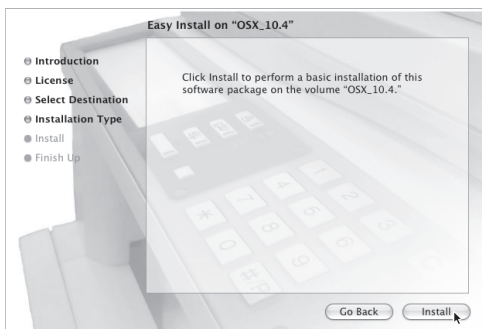 Easy Install on “OSX_10.4”
Introduction
License
Select Destination
Installation Type
Install
Finish Up
Click Install to perform a basic installation of this
software package on the volume “OSX_10.4.”
Go Back
Install